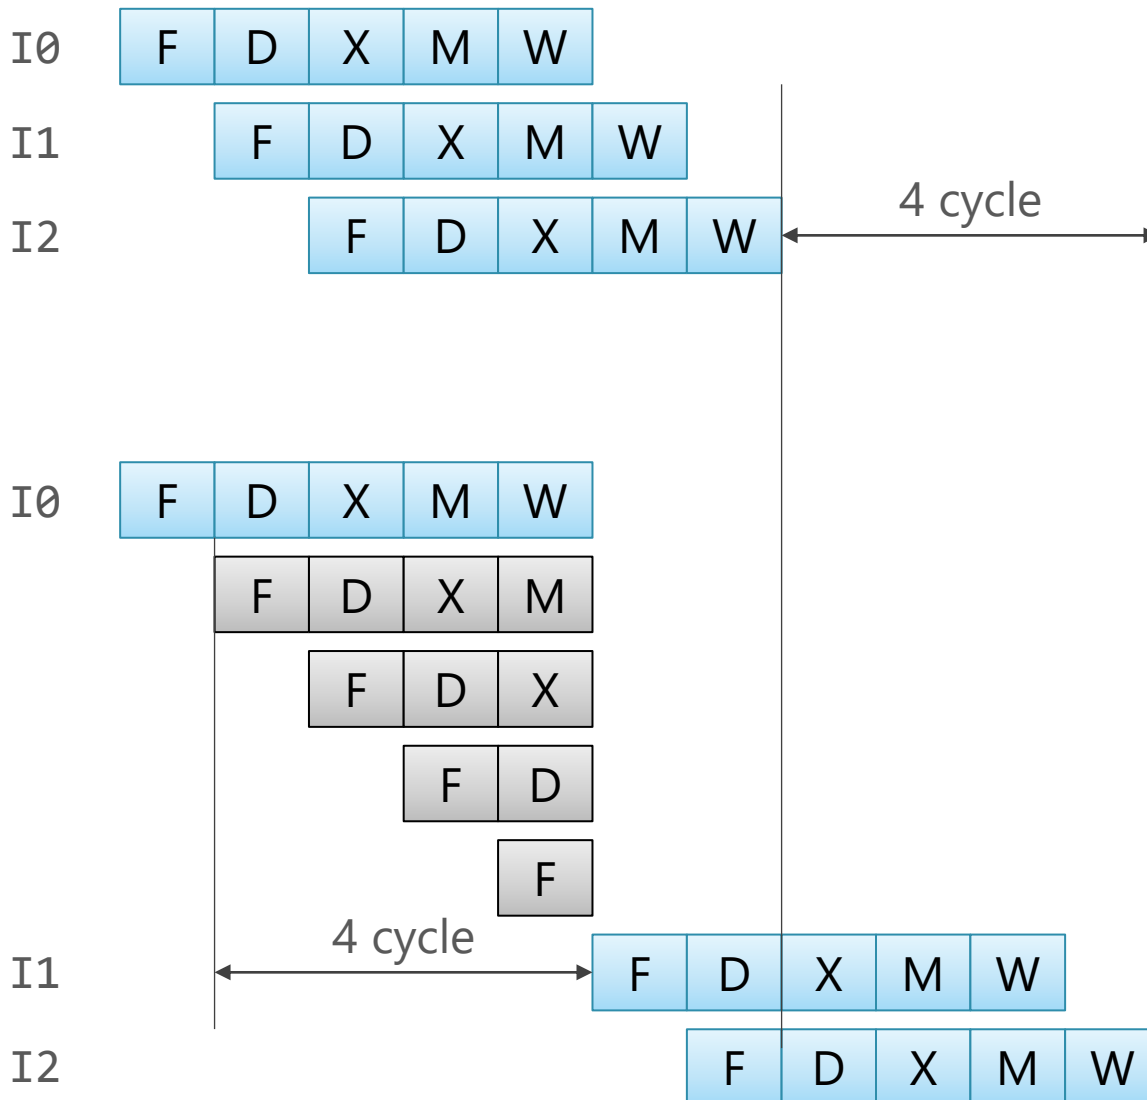 I0 F D X M W
I1 F D X M W
I2 F D X M W 4 cycle
I0 F D X M W
F D X M
F D X
F D
F
4 cycle
I1 F D X M W
I2 F D X M W